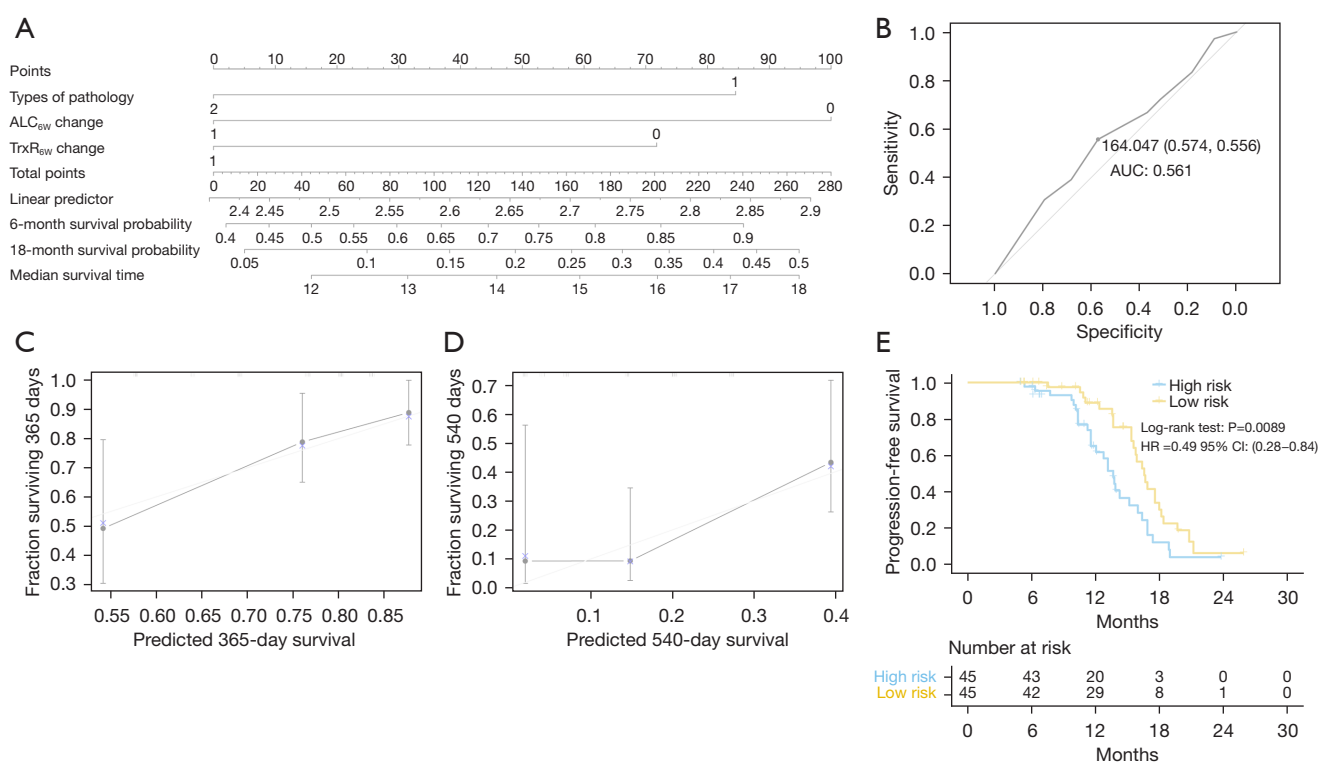 A
0 10 20 30 40 50 60 70 80 90 100
Points
1
Types of pathology
2 0
ALC6W change
1 0
TrxR6W change
1
Total points
0 20 40 60 80 100 120 140 160 180 200 220 240 260 280
Linear predictor
2.4 2.45 2.5 2.55 2.6 2.65 2.7 2.75 2.8 2.85 2.9
6-month survival probability
0.4 0.45 0.5 0.55 0.6 0.65 0.7 0.75 0.8 0.85 0.9
18-month survival probability
0.05 0.1 0.15 0.2 0.25 0.3 0.35 0.4 0.45 0.5
Median survival time
12 13 14 15 16 17 18
B
Sensitivity
1.0
0.8
0.6
0.4
0.2
0.0
164.047 (0.574, 0.556)
AUC: 0.561
1.0 0.8 0.6 0.4 0.2 0.0
Specificity
C
Fraction surviving 365 days
1.0
0.9
0.8
0.7
0.6
0.5
0.4
0.3
0.55 0.60 0.65 0.70 0.75 0.80 0.85
Predicted 365-day survival
D
Fraction surviving 540 days
0.7
0.6
0.5
0.4
0.3
0.2
0.1
0.0
0.1 0.2 0.3 0.4
Predicted 540-day survival
E
Progression-free survival
1.0
0.8
0.6
0.4
0.2
0.0
High risk
Low risk
Log-rank test: P=0.0089
HR =0.49 95% CI: (0.28–0.84)
0 6 12 18 24 30
Months
Number at risk
High risk 45 43 20 3 0 0
Low risk 45 42 29 8 1 0
0 6 12 18 24 30
Months